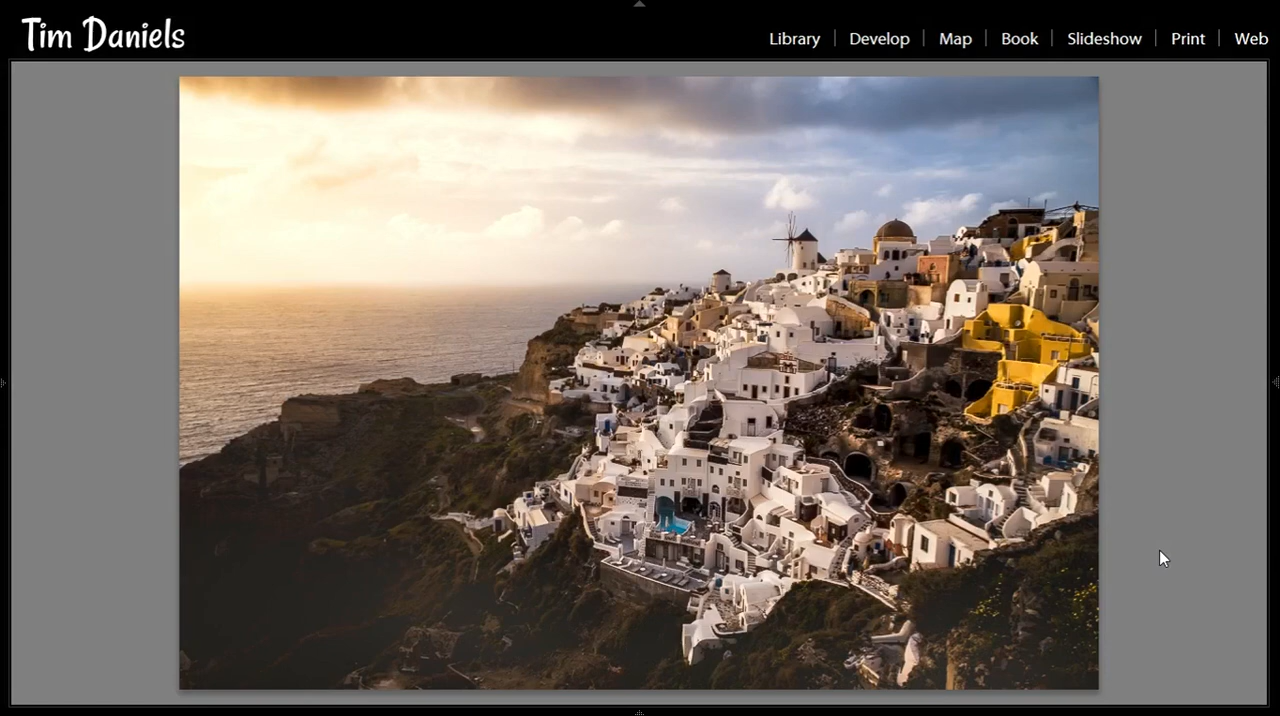 Tim Daniels
Library | Develop | Map | Book | Slideshow | Print | Web